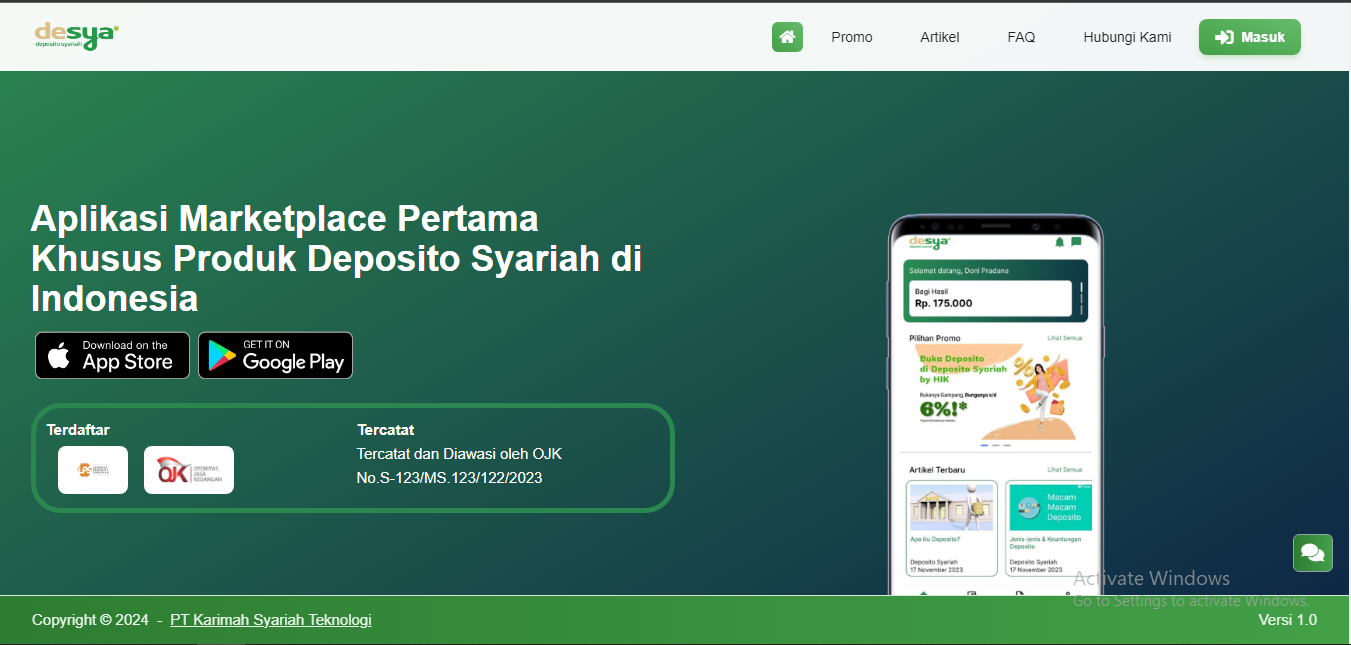 desya*
deposito syariah
Promo
Artikel
FAQ
Hubungi Kami
Masuk
Aplikasi Marketplace Pertama
Khusus Produk Deposito Syariah di
Indonesia
Download on the
App Store
GET IT ON
Google Play
Terdaftar
LPS
OJK
OTORITAS
JASA
KEUANGAN
Tercatat
Tercatat dan Diawasi oleh OJK
No.S-123/MS.123/122/2023
desya*
Selamat datang, Doni Pradana
Bagi Hasil
Rp. 175.000
Pilihan Promo
Lihat Semua
Buka Deposito
di Deposito Syariah
by HIK
Bukanya Gampang, Bunganya s/d
6%!*
Artikel Terbaru
Lihat Semua
Apa itu Deposito?
Deposito Syariah
17 November 2023
Macam
Macam
Deposito
Jenis-jenis & Keuntungan
Deposito
Deposito Syariah
17 November 2023
Activate Windows
Go to Settings to activate Windows.
Copyright © 2024 - PT Karimah Syariah Teknologi
Versi 1.0